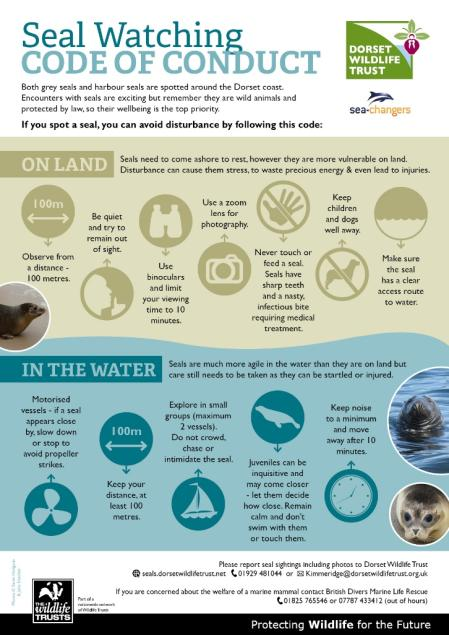 Seal Watching
CODE OF CONDUCT
DORSET
WILDLIFE
TRUST
sea-changers
Both grey seals and harbour seals are spotted around the Dorset coast.
Encounters with seals are exciting but remember they are wild animals and
protected by law, so their wellbeing is the top priority.
If you spot a seal, you can avoid disturbance by following this code:
ON LAND
Seals need to come ashore to rest, however they are more vulnerable on land.
Disturbance can cause them stress, to waste precious energy & even lead to injuries.
100m
Observe from
a distance -
100 metres.
Be quiet
and try to
remain out
of sight.
Use
binoculars
and limit
your viewing
time to 10
minutes.
Use a zoom
lens for
photography.
Never touch or
feed a seal.
Seals have
sharp teeth
and a nasty,
infectious bite
requiring medical
treatment.
Keep
children
and dogs
well away.
Make sure
the seal
has a clear
access route
to water.
IN THE WATER
Seals are much more agile in the water than they are on land but
care still needs to be taken as they can be startled or injured.
Motorised
vessels - if a seal
appears close
by, slow down
or stop to
avoid propeller
strikes.
100m
Keep your
distance, at
least 100
metres.
Explore in small
groups (maximum
2 vessels).
Do not crowd,
chase or
intimidate the seal.
Juveniles can be
inquisitive and
may come closer
- let them decide
how close. Remain
calm and don't
swim with them
or touch them.
Keep noise
to a minimum
and move
away after 10
minutes.
Please report seal sightings including photos to Dorset Wildlife Trust
seals.dorsetwildlifetrust.net 01929 481044 or Kimmeridge@dorsetwildlifetrust.org.uk
If you are concerned about the welfare of a marine mammal contact British Divers Marine Life Rescue
01825 765546 or 07787 433412 (out of hours)
THE
wildlife
TRUSTS
Part of a
nationwide network
of Wildlife Trusts
Protecting Wildlife for the Future